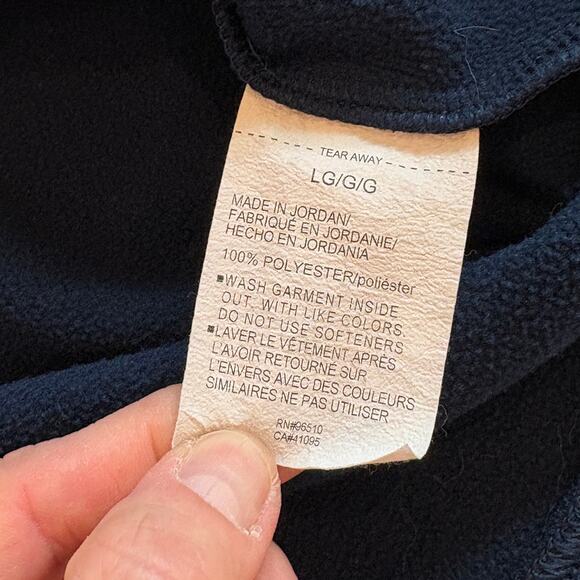 TEAR AWAY
LG/G/G
MADE IN JORDAN/
FABRIQUÉ EN JORDANIE/
HECHO EN JORDANIA
100% POLYESTER/poliéster
■WASH GARMENT INSIDE
OUT, WITH LIKE COLORS,
DO NOT USE SOFTENERS
■LAVER LE VÊTEMENT APRÈS
L'AVOIR RETOURNÉ SUR
L'ENVERS AVEC DES COULEURS
SIMILAIRES NE PAS UTILISER
RN#96510
CA#41095